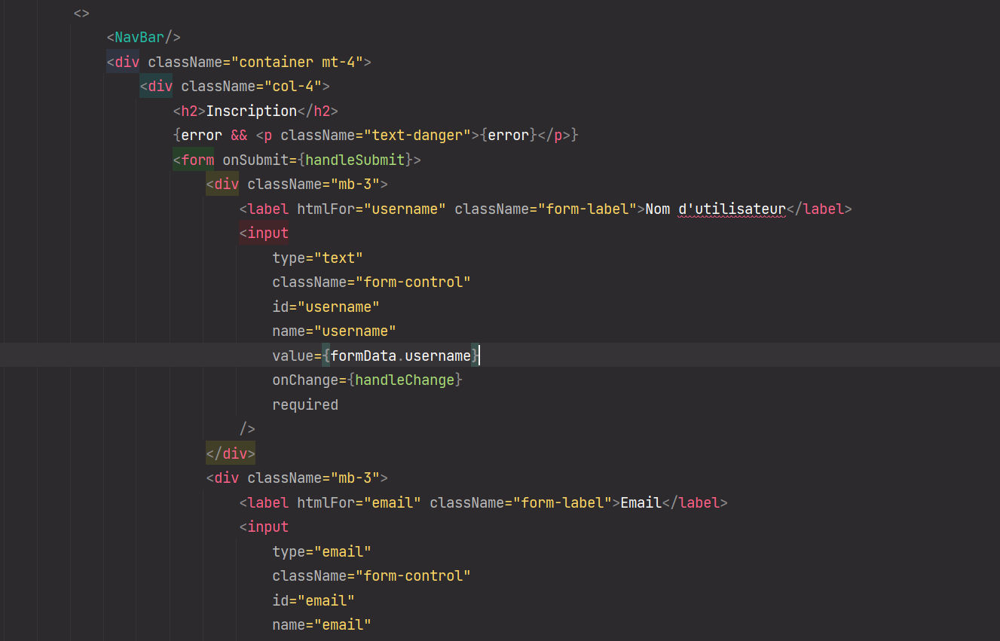 <>
<NavBar/>
<div className="container mt-4">
<div className="col-4">
<h2>Inscription</h2>
{error && <p className="text-danger">{error}</p>}
<form onSubmit={handleSubmit}>
<div className="mb-3">
<label htmlFor="username" className="form-label">Nom d'utilisateur</label>
<input
type="text"
className="form-control"
id="username"
name="username"
value={formData.username}
onChange={handleChange}
required
/>
</div>
<div className="mb-3">
<label htmlFor="email" className="form-label">Email</label>
<input
type="email"
className="form-control"
id="email"
name="email"